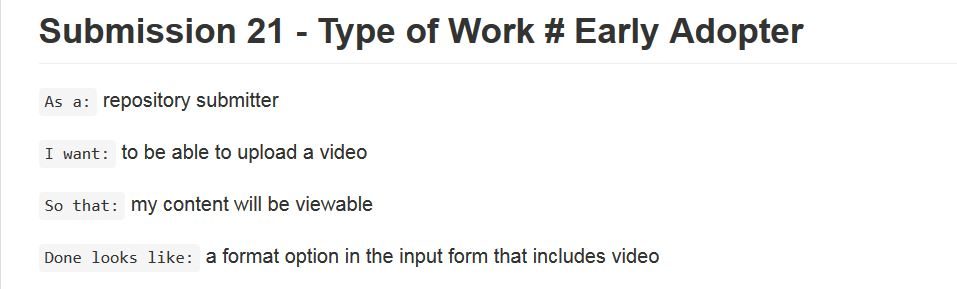 Submission 21 - Type of Work # Early Adopter
As a: repository submitter
I want: to be able to upload a video
So that: my content will be viewable
Done looks like: a format option in the input form that includes video